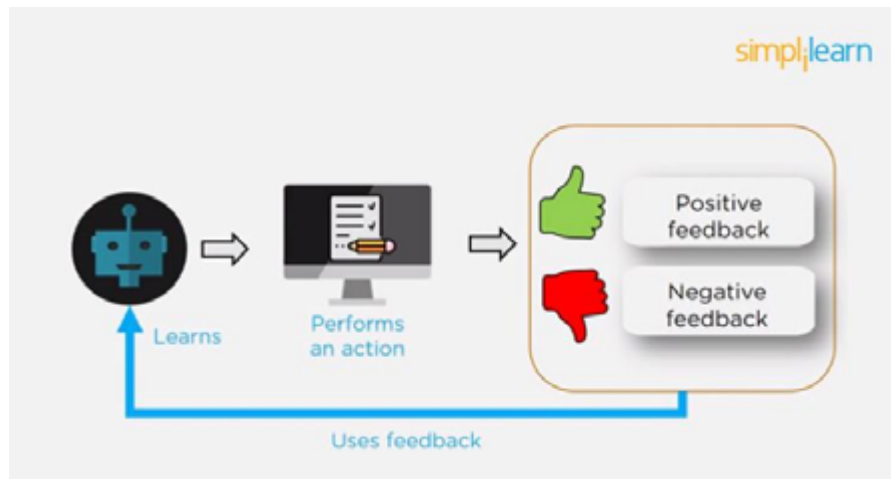 simplilearn
Positive
feedback
Negative
feedback
Learns
Performs
an action
Uses feedback